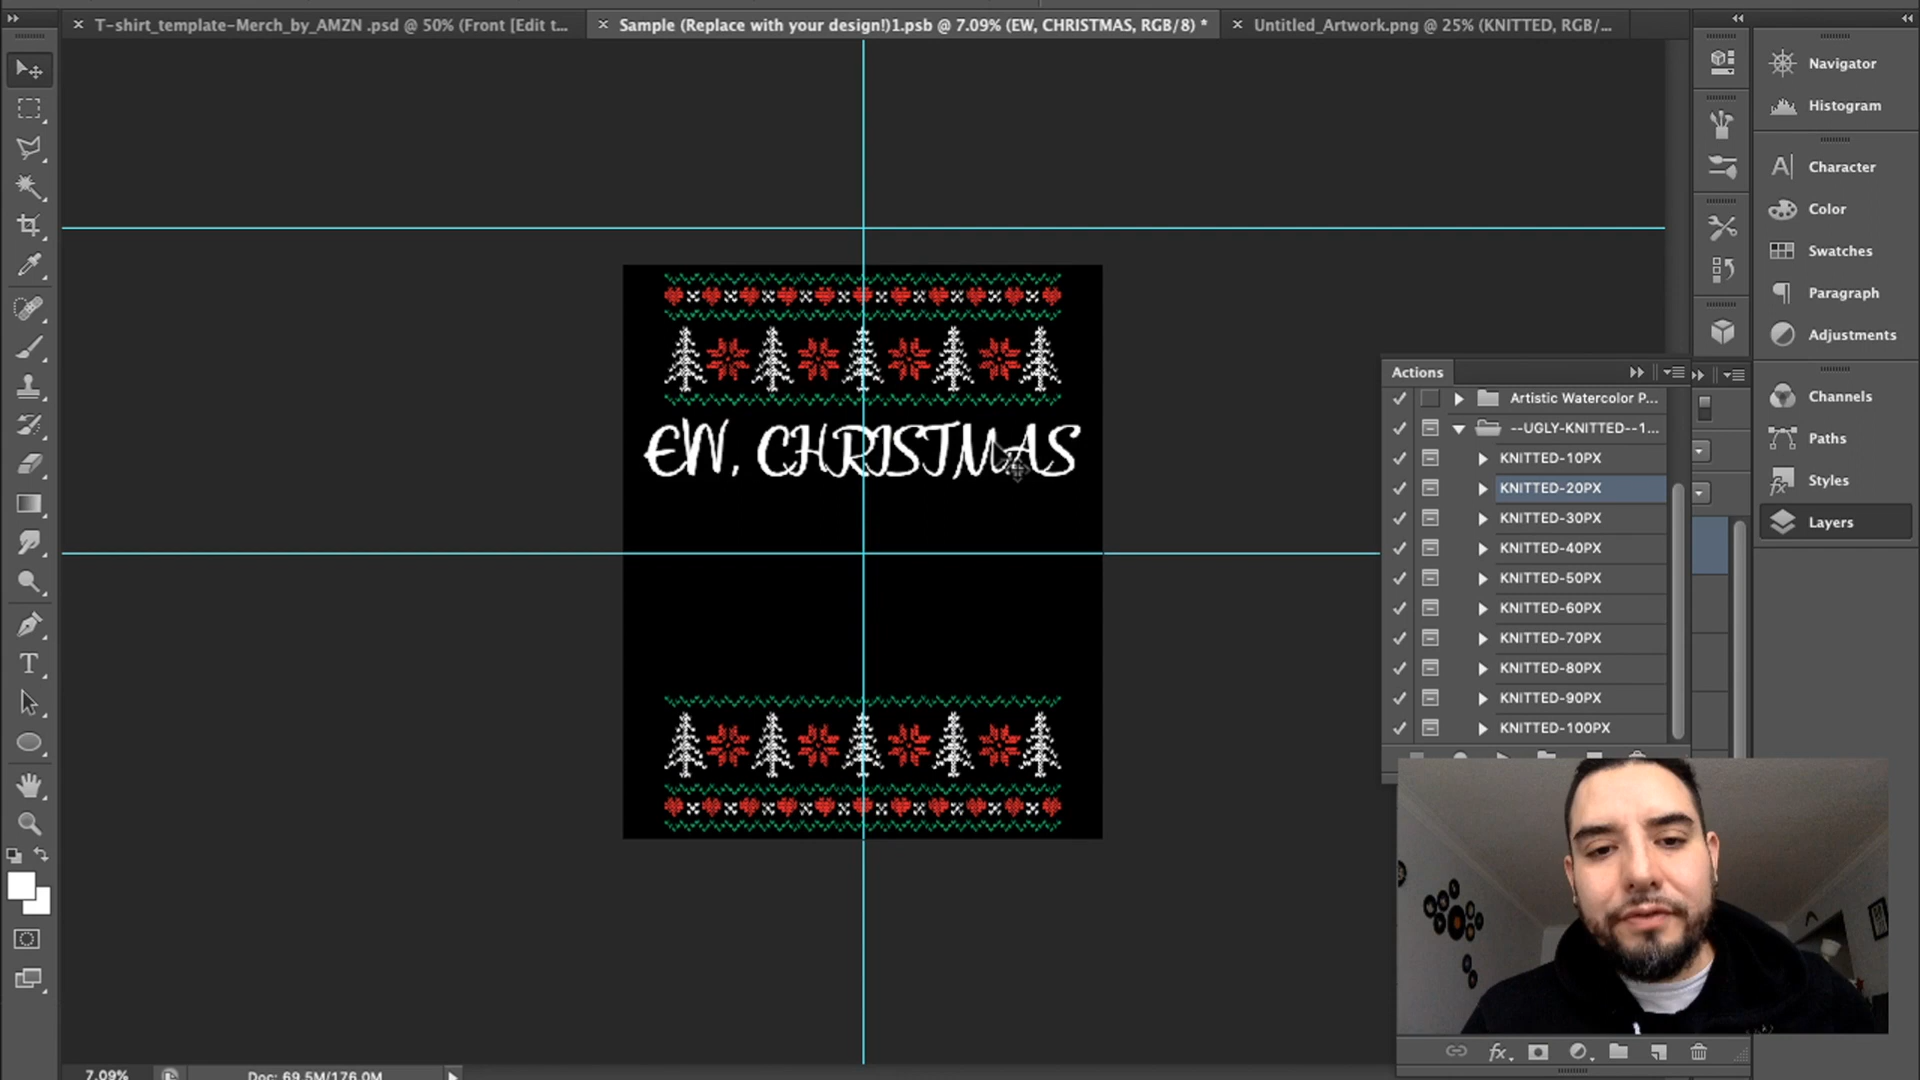 T-shirt_template-Merch_by_AMZN .psd @ 50% (Front [Edit t...
Sample (Replace with your design!)1.psb @ 7.09% (EW, CHRISTMAS, RGB/8) *
Untitled_Artwork.png @ 25% (KNITTED, RGB/...
Navigator
Histogram
Character
Color
Swatches
Paragraph
Adjustments
Channels
Paths
Styles
Layers
Actions
Artistic Watercolor P...
--UGLY-KNITTED--1...
KNITTED-10PX
KNITTED-20PX
KNITTED-30PX
KNITTED-40PX
KNITTED-50PX
KNITTED-60PX
KNITTED-70PX
KNITTED-80PX
KNITTED-90PX
KNITTED-100PX
EW, CHRISTMAS
7.09%
Doc: 69.5M/176.0M